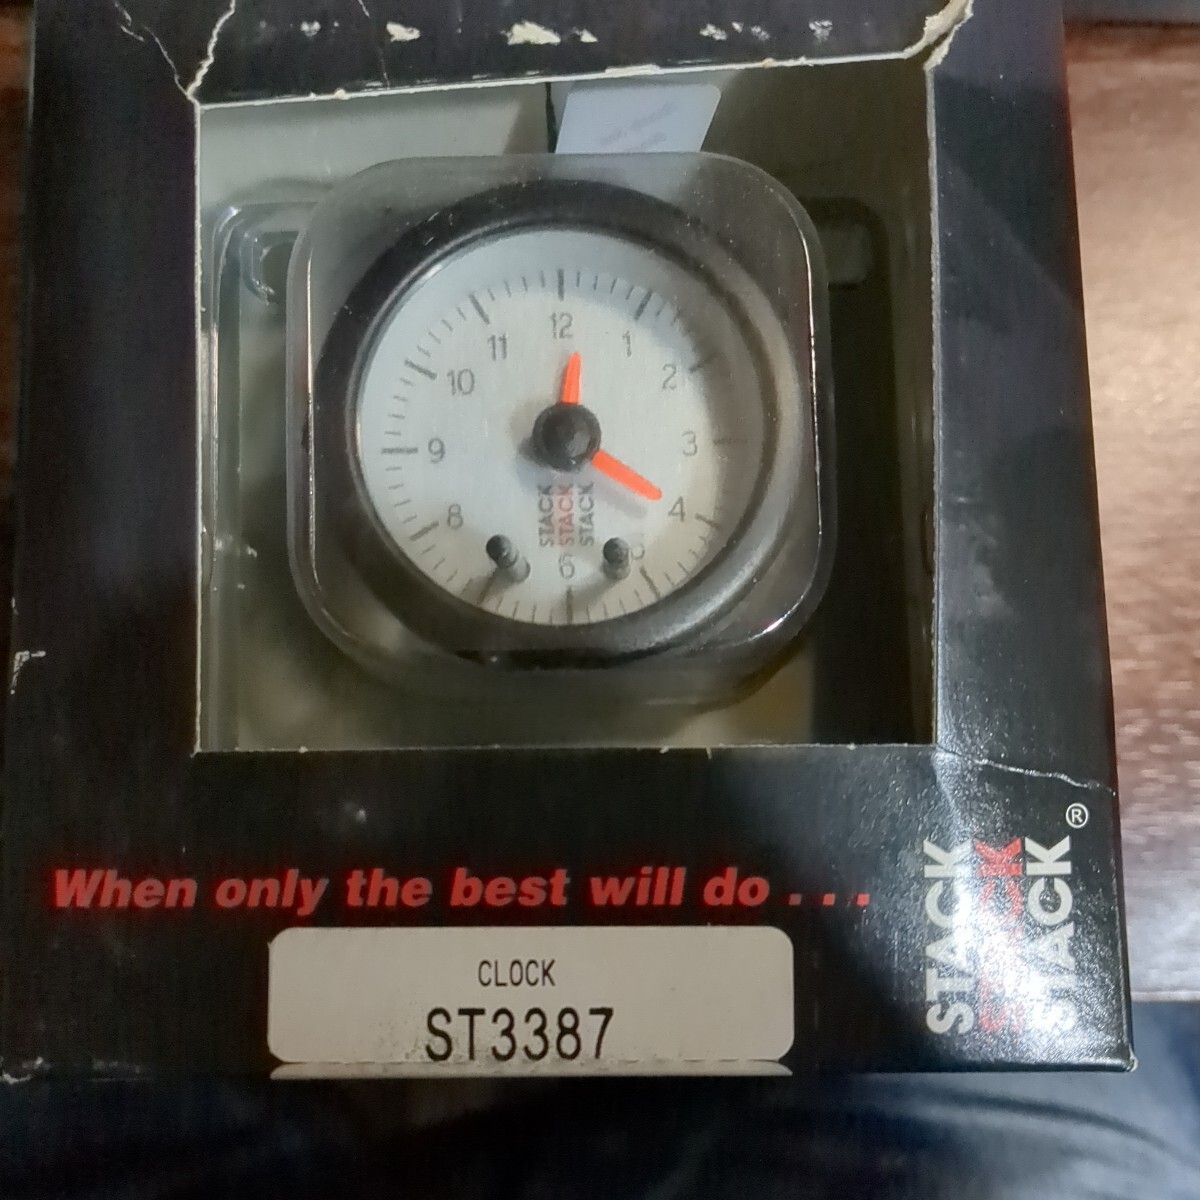 12
11
1
10
2
9
3
8
4
6
STACK
STACK
STACK
When only the best will do . . .
CLOCK
ST3387
STACK
STACK
STACK®